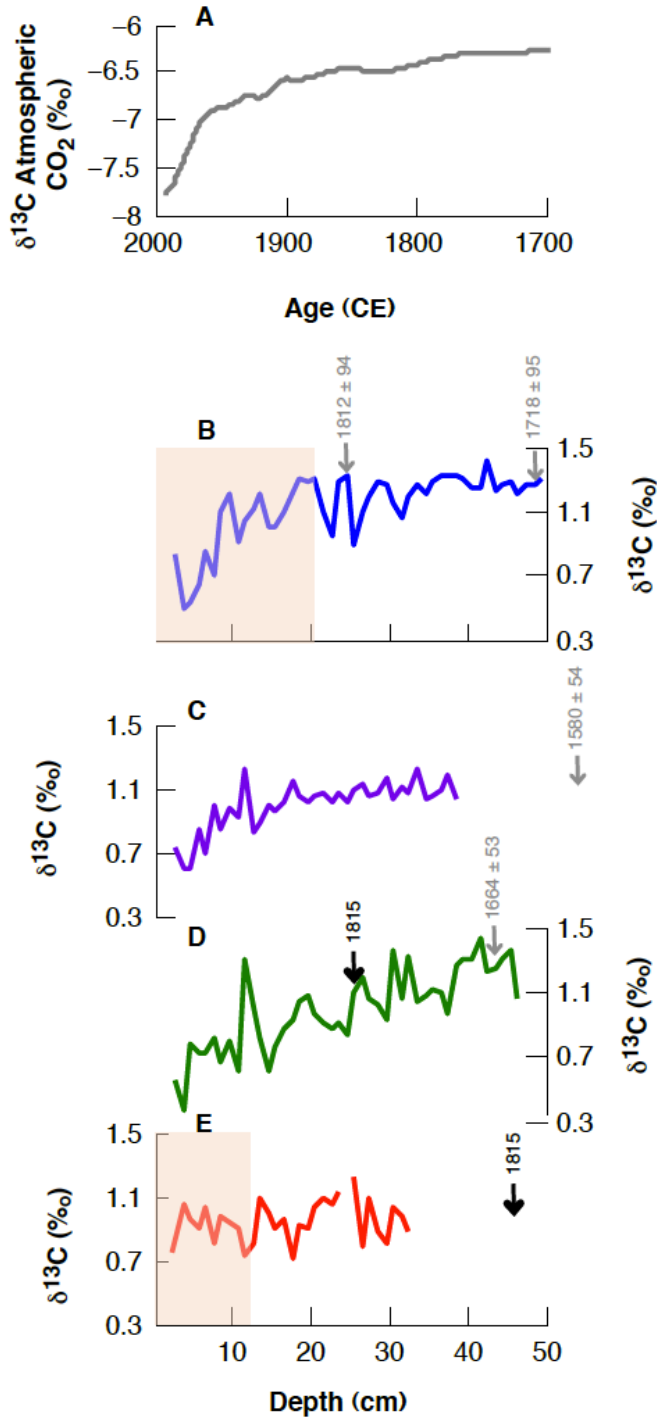 A
δ¹³C Atmospheric
CO₂ (‰)
−6
−6.5
−7
−7.5
−8
2000
1900
1800
1700
Age (CE)
1812 ± 94
1718 ± 95
B
1.5
1.1
0.7
0.3
δ¹³C (‰)
1580 ± 54
C
1.5
1.1
0.7
0.3
δ¹³C (‰)
1664 ± 53
1815
D
1.5
1.1
0.7
0.3
δ¹³C (‰)
1815
E
1.5
1.1
0.7
0.3
δ¹³C (‰)
10
20
30
40
50
Depth (cm)